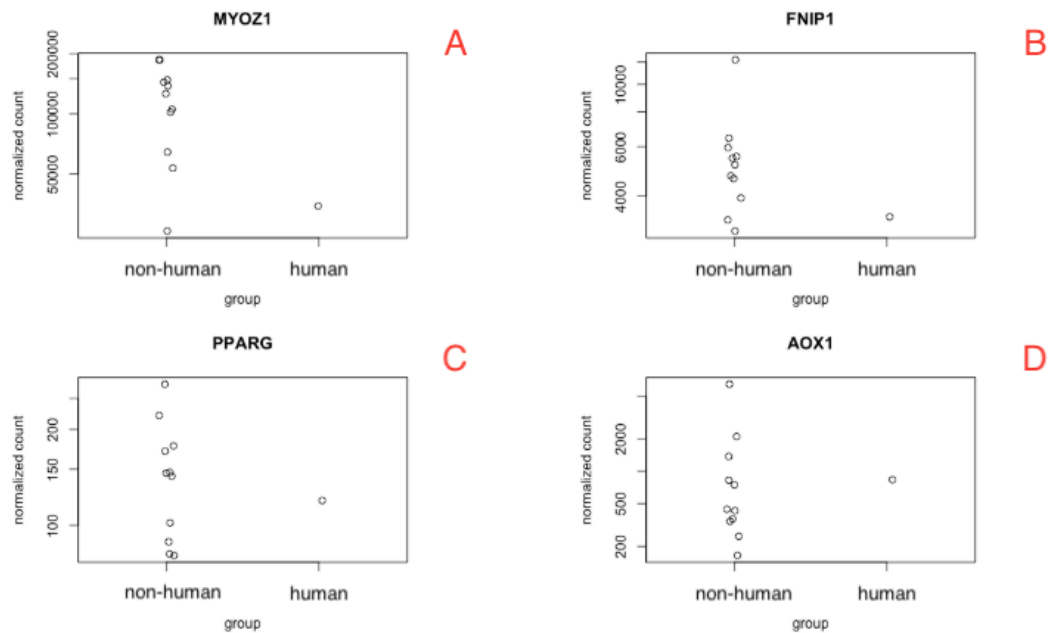 MYOZ1
A
normalized count
200000
100000
50000
non-human
human
group
FNIP1
B
normalized count
10000
6000
4000
non-human
human
group
PPARG
C
normalized count
200
150
100
non-human
human
group
AOX1
D
normalized count
2000
500
200
non-human
human
group